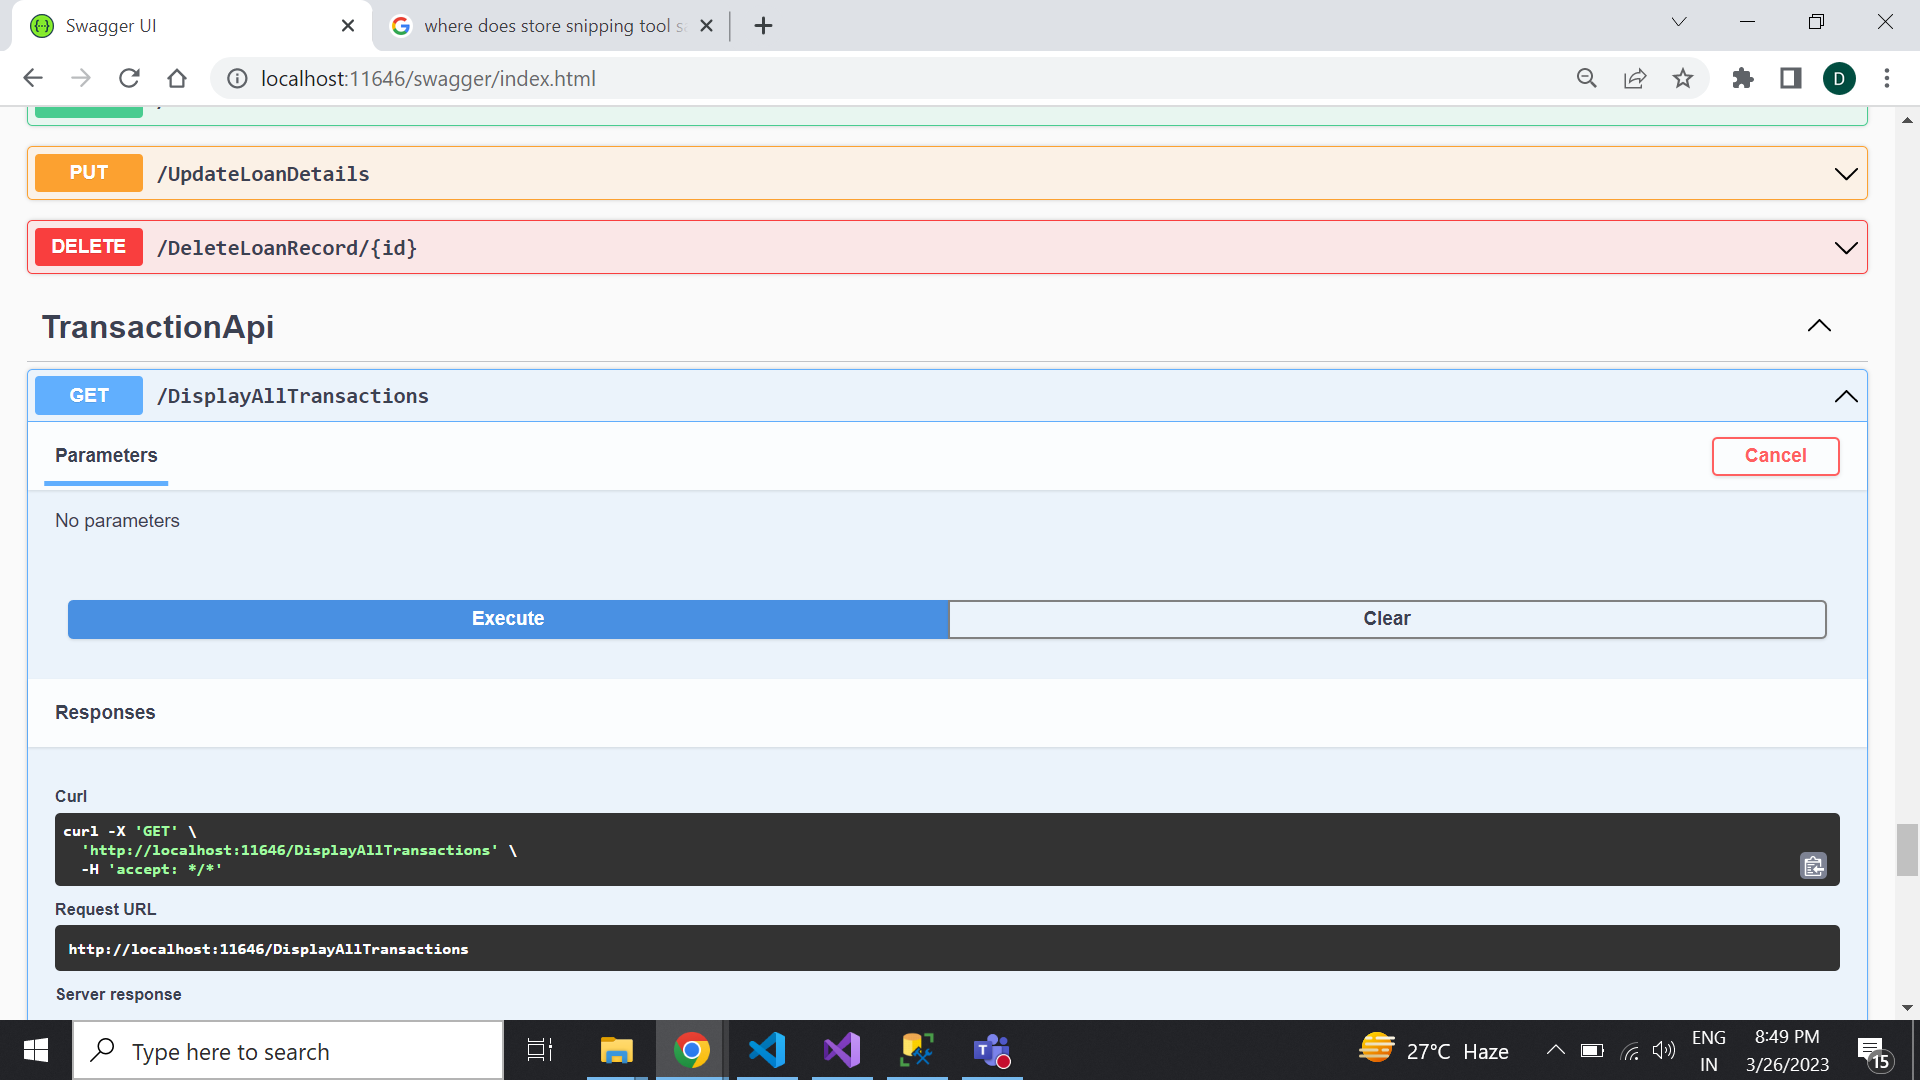 Swagger UI
where does store snipping tool s
localhost:11646/swagger/index.html
D
PUT /UpdateLoanDetails
DELETE /DeleteLoanRecord/{id}
TransactionApi
GET /DisplayAllTransactions
Parameters
Cancel
No parameters
Execute
Clear
Responses
Curl
curl -X 'GET' \
'http://localhost:11646/DisplayAllTransactions' \
-H 'accept: */*'
Request URL
http://localhost:11646/DisplayAllTransactions
Server response
Type here to search
27°C Haze
ENG
IN
8:49 PM
3/26/2023
15